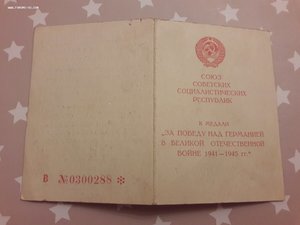 СОЮЗ
СОВЕТСКИХ
СОЦИАЛИСТИЧЕСКИХ
РЕСПУБЛИК
К МЕДАЛИ
„ЗА ПОБЕДУ НАД ГЕРМАНИЕЙ
В ВЕЛИКОЙ ОТЕЧЕСТВЕННОЙ
ВОЙНЕ 1941—1945 гг."
В №0300288 ✻